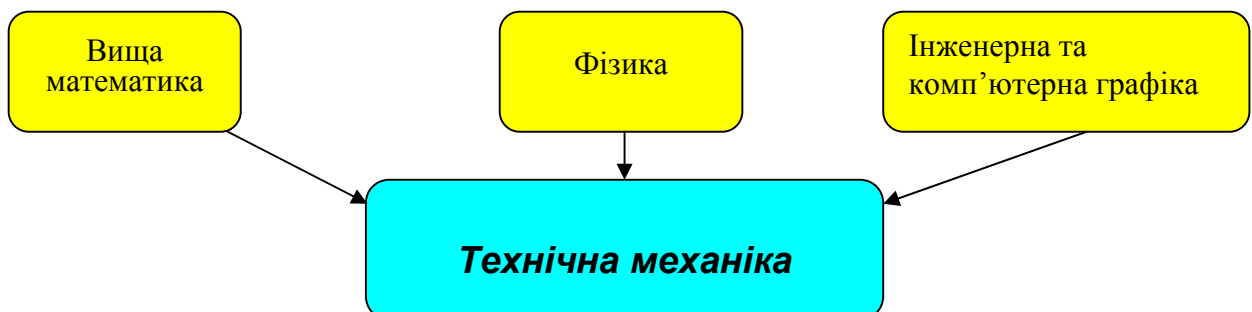 Вища
математика
Фізика
Інженерна та
комп’ютерна графіка
Технічна механіка